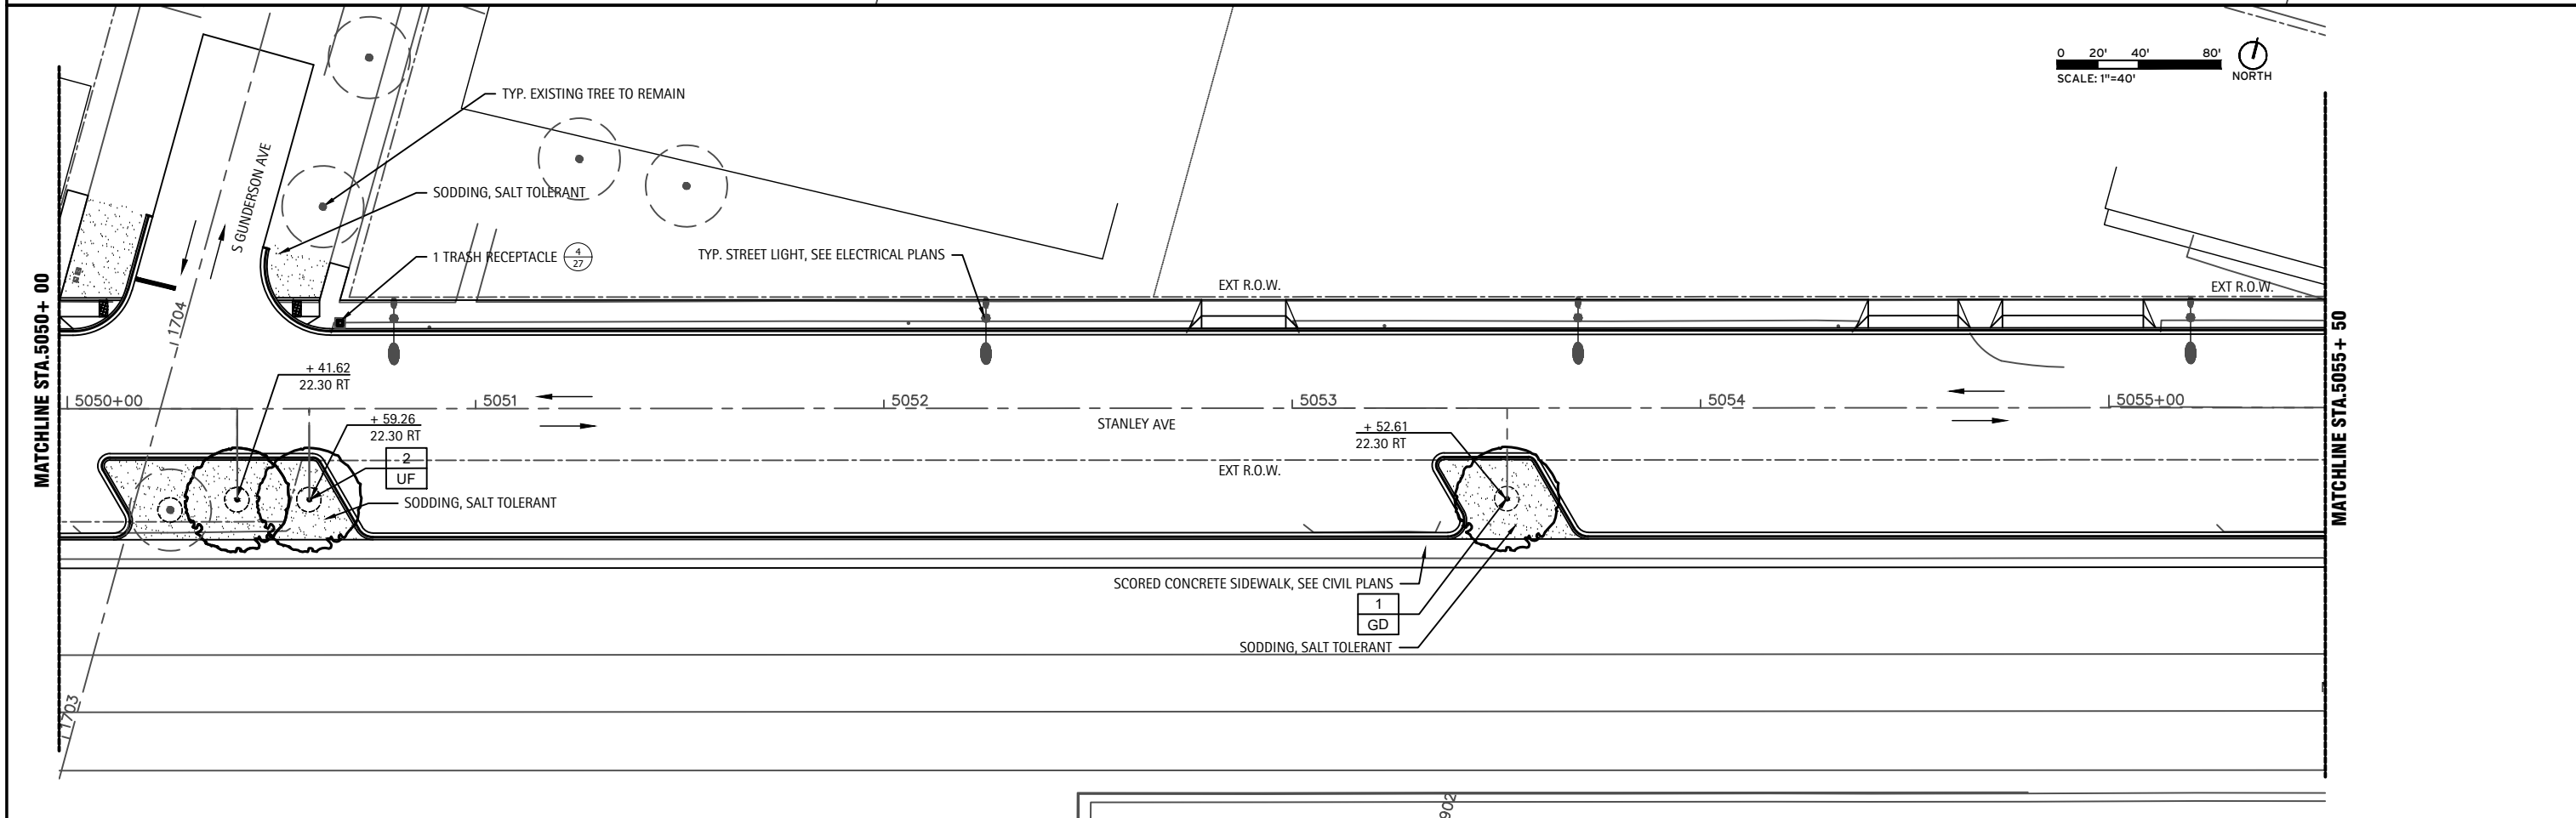 0 20' 40' 80'
SCALE: 1"=40'
NORTH
TYP. EXISTING TREE TO REMAIN
S GUNDERSON AVE
SODDING, SALT TOLERANT
1 TRASH RECEPTACLE
4
27
TYP. STREET LIGHT, SEE ELECTRICAL PLANS
EXT R.O.W.
EXT R.O.W.
MATCHLINE STA.5050+ 00
1704
+ 41.62
22.30 RT
5050+00
5051
5052
5053
5054
5055+00
+ 59.26
22.30 RT
STANLEY AVE
+ 52.61
22.30 RT
2
UF
EXT R.O.W.
SODDING, SALT TOLERANT
MATCHLINE STA.5055+ 50
SCORED CONCRETE SIDEWALK, SEE CIVIL PLANS
1
GD
SODDING, SALT TOLERANT
1703
902